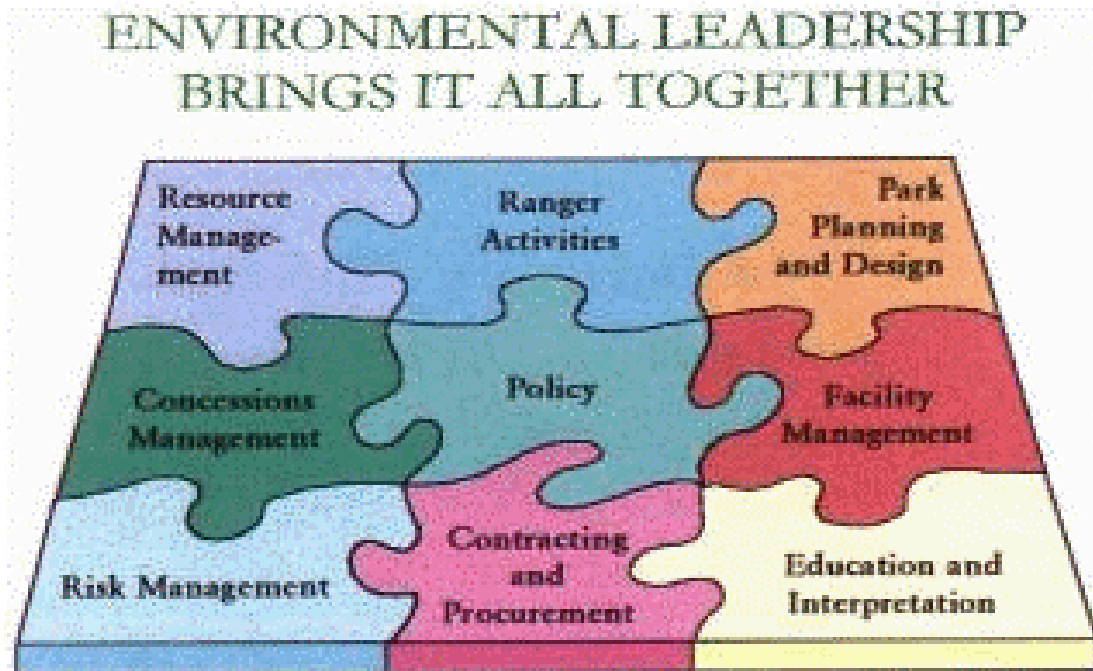 ENVIRONMENTAL LEADERSHIP
BRINGS IT ALL TOGETHER
Resource
Manage-
ment
Ranger
Activities
Park
Planning
and Design
Concessions
Management
Policy
Facility
Management
Risk Management
Contracting
and
Procurement
Education and
Interpretation